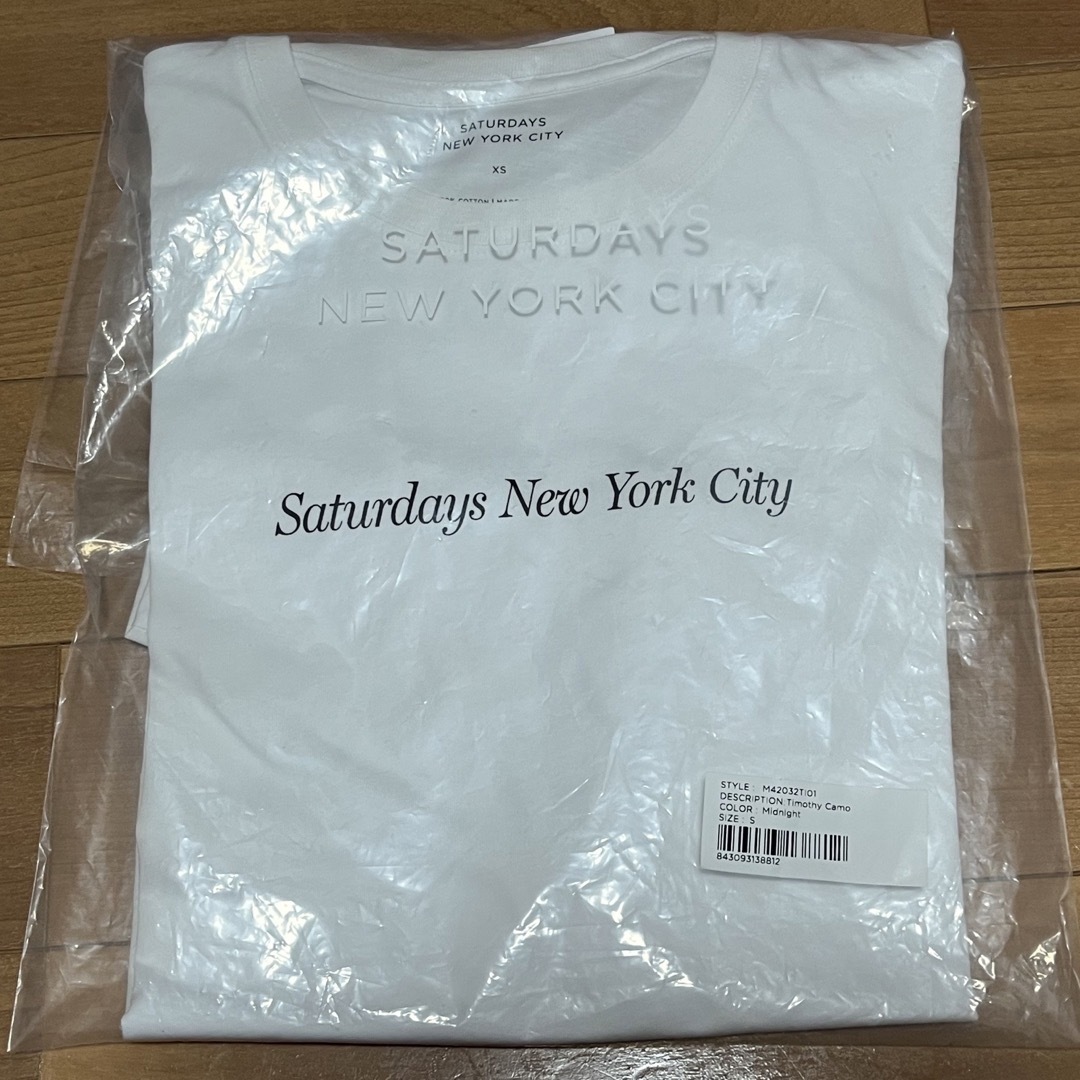 SATURDAYS
NEW YORK CITY
XS
COTTON |
SATURDAYS
NEW YORK CITY
Saturdays New York City
STYLE : M42032TI01
DESCRIPTION:Timothy Camo
COLOR : Midnight
SIZE : S
843093138812